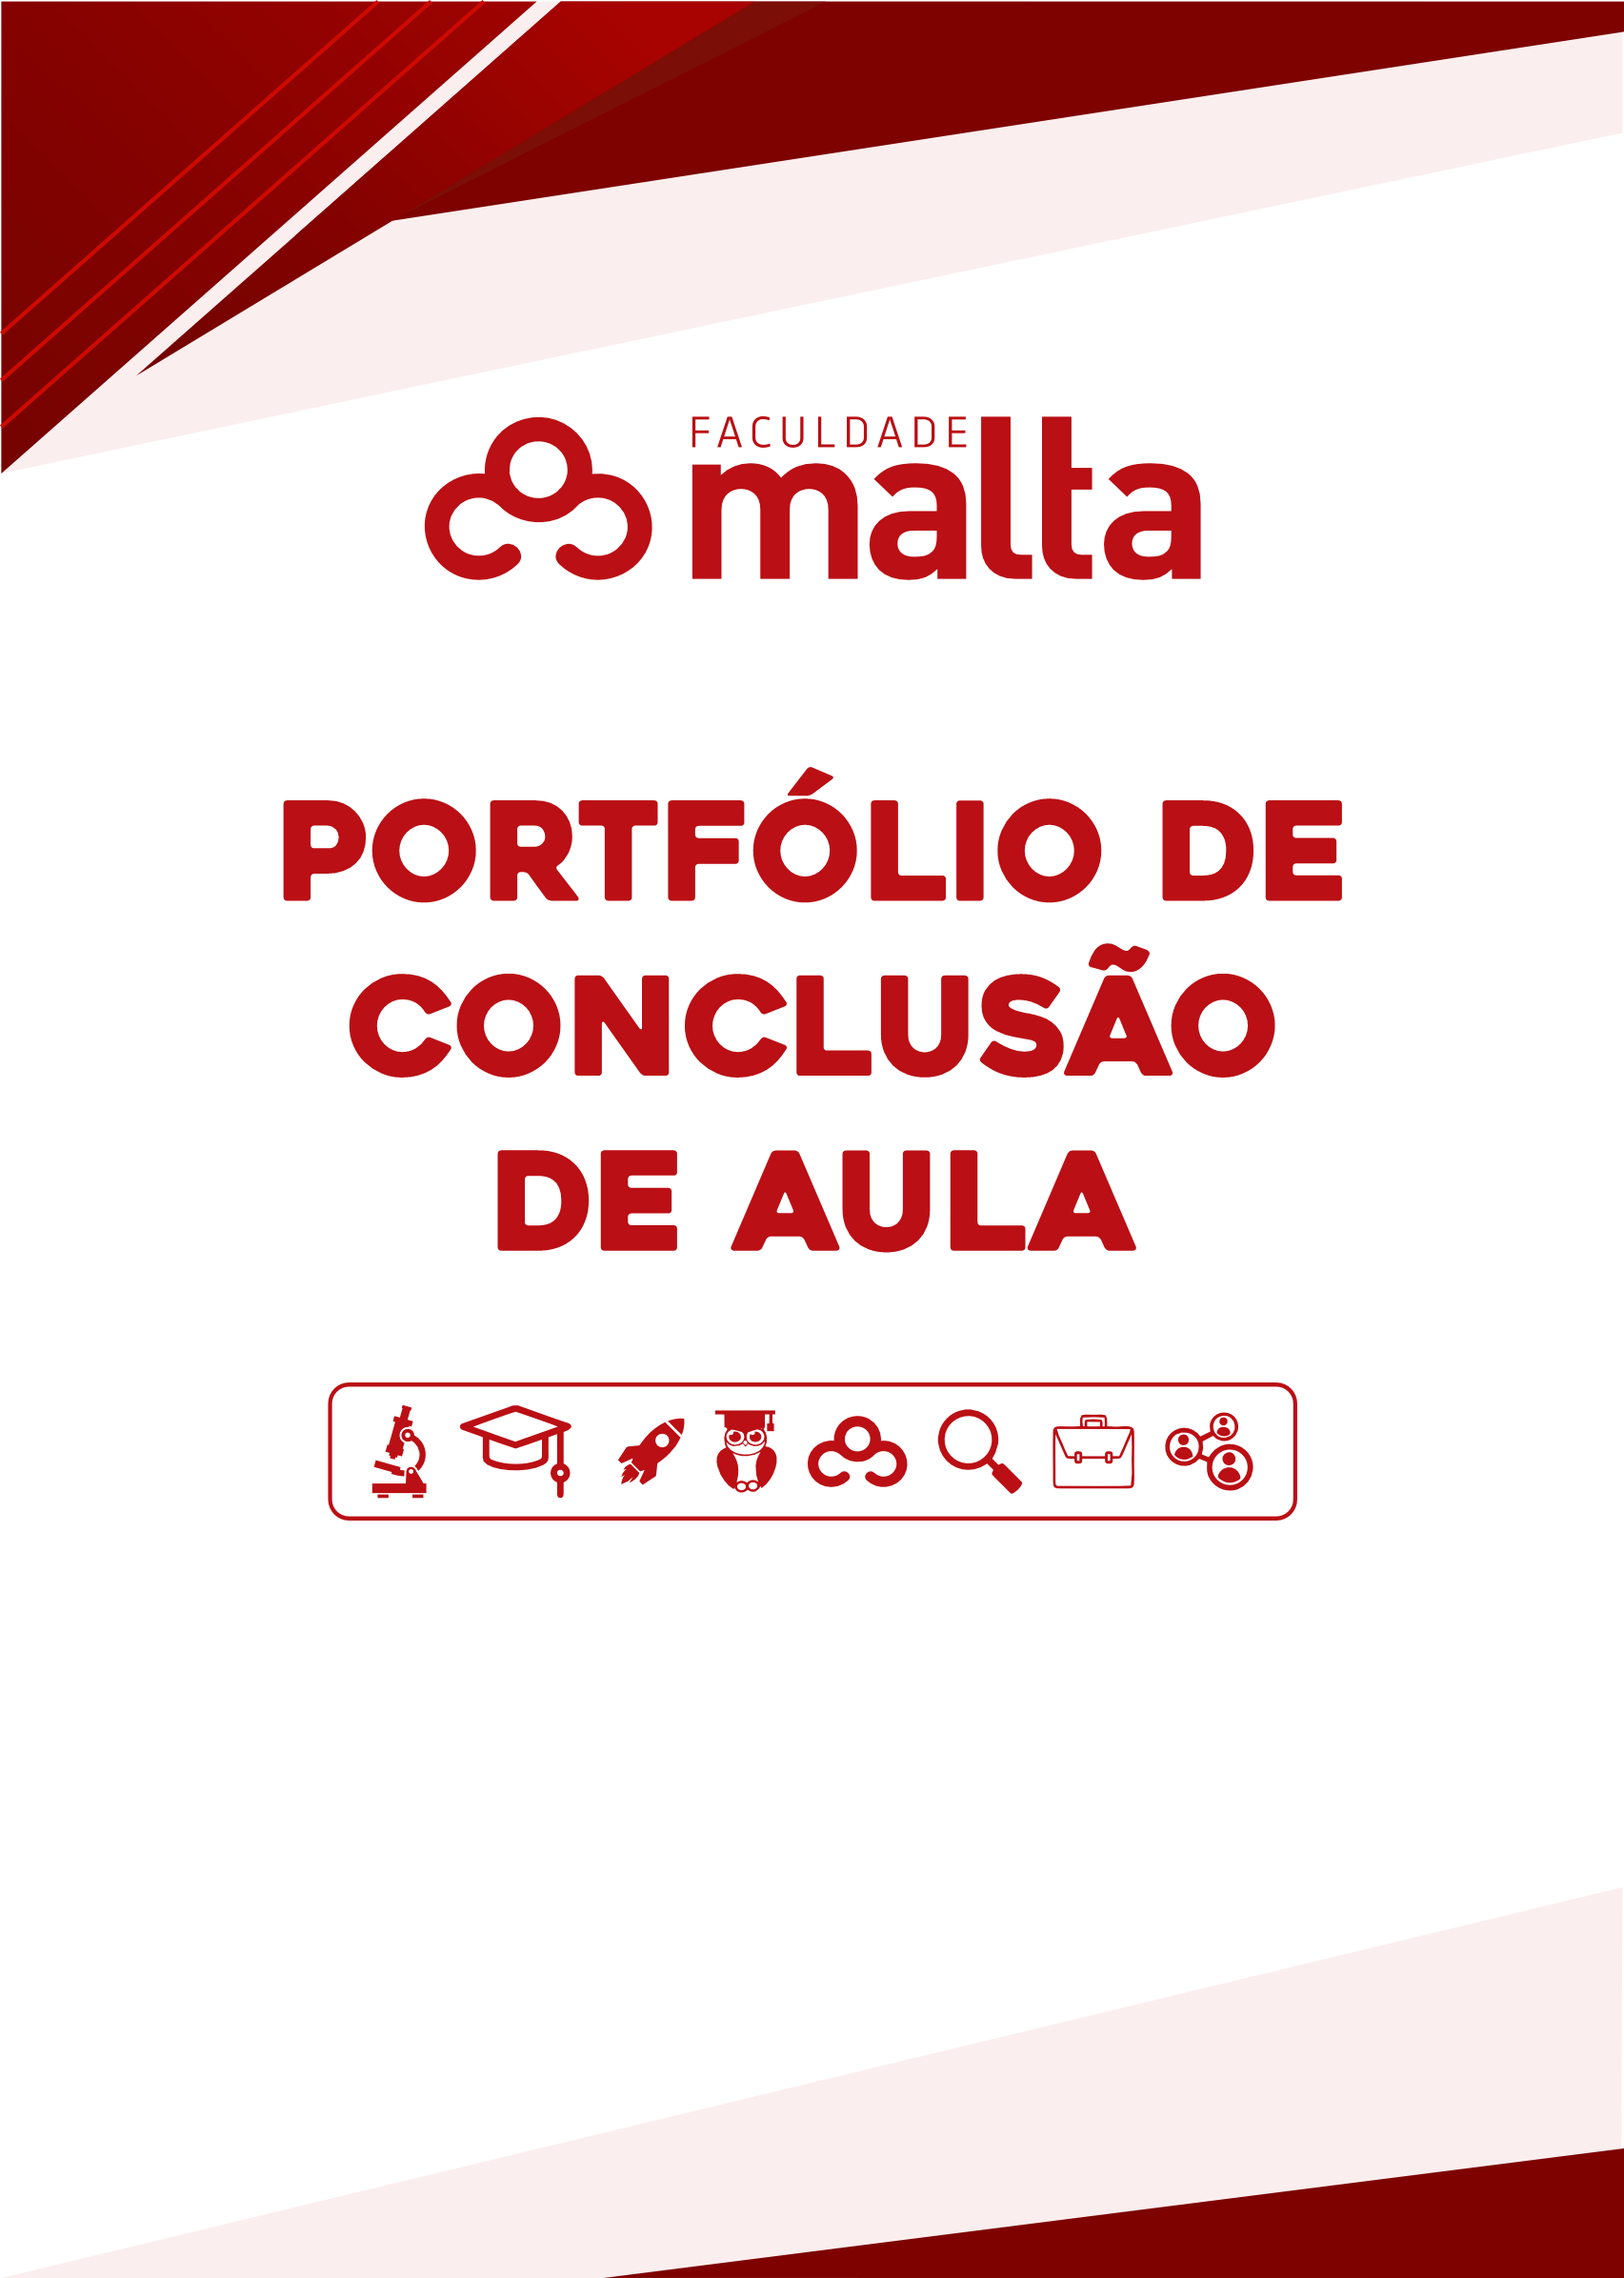 FACULDADE
malta
PORTFÓLIO DE
CONCLUSÃO
DE AULA